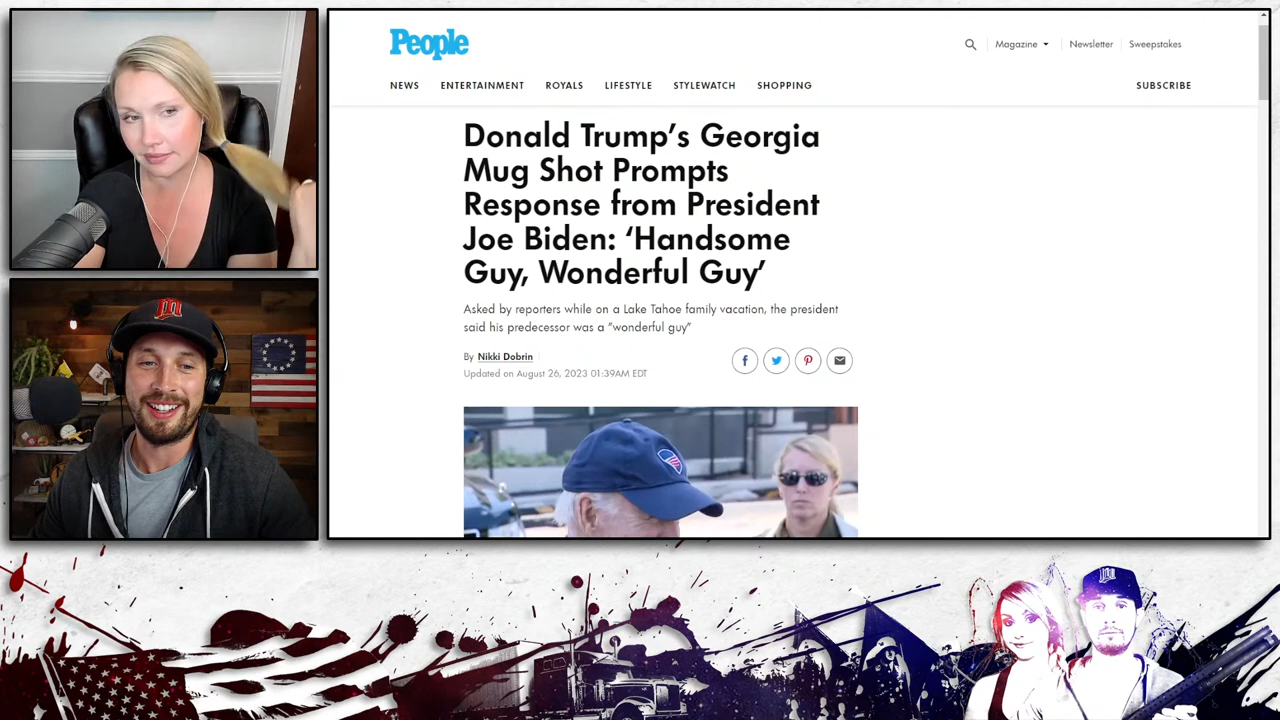 People
Magazine
Newsletter
Sweepstakes
NEWS
ENTERTAINMENT
ROYALS
LIFESTYLE
STYLEWATCH
SHOPPING
SUBSCRIBE
Donald Trump’s Georgia
Mug Shot Prompts
Response from President
Joe Biden: ‘Handsome
Guy, Wonderful Guy’
Asked by reporters while on a Lake Tahoe family vacation, the president
said his predecessor was a “wonderful guy”
By Nikki Dobrin
Updated on August 26, 2023 01:39AM EDT